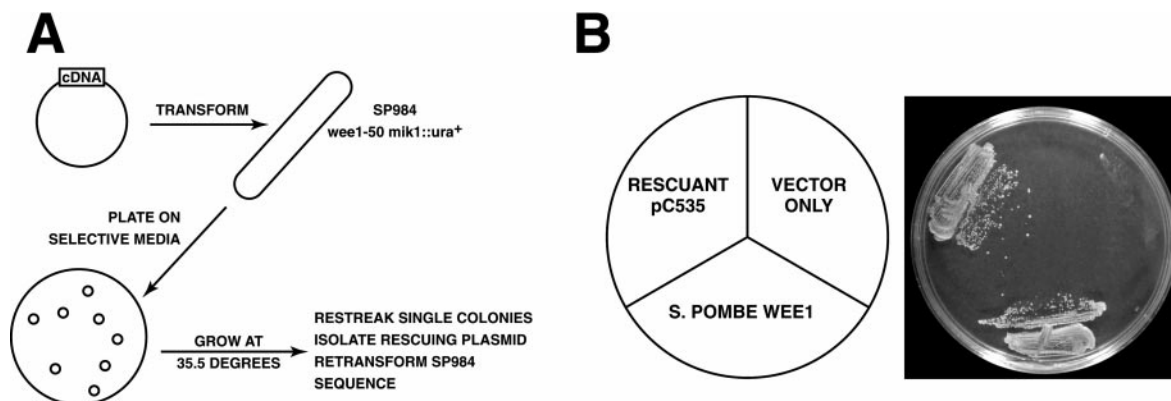 A
cDNA
TRANSFORM
SP984
wee1-50 mik1::ura+
PLATE ON
SELECTIVE MEDIA
GROW AT
35.5 DEGREES
RESTREAK SINGLE COLONIES
ISOLATE RESCUING PLASMID
RETRANSFORM SP984
SEQUENCE
B
RESCUANT
pC535
VECTOR
ONLY
S. POMBE WEE1